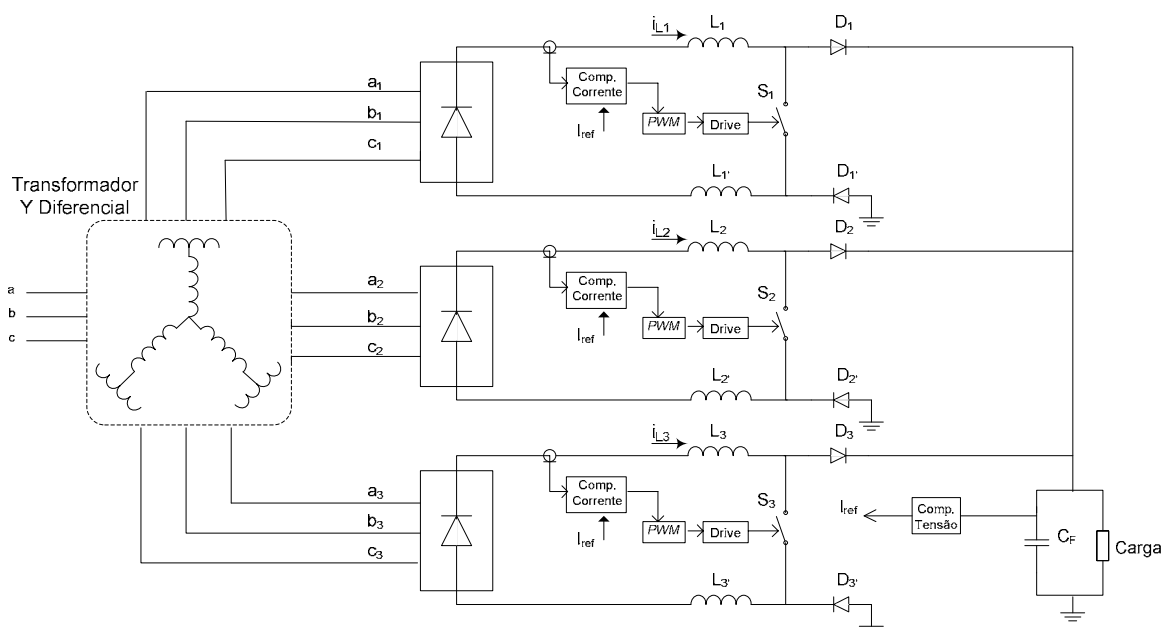 iL1
L1
D1
a1
Comp.
Corrente
S1
b1
Iref
PWM
Drive
c1
L1'
D1'
Transformador
Y Diferencial
iL2
L2
D2
a
b
c
a2
Comp.
Corrente
S2
b2
Iref
PWM
Drive
c2
L2'
D2'
iL3
L3
D3
a3
Comp.
Corrente
S3
b3
Iref
PWM
Drive
c3
L3'
D3'
Iref
Comp.
Tensão
CF
Carga